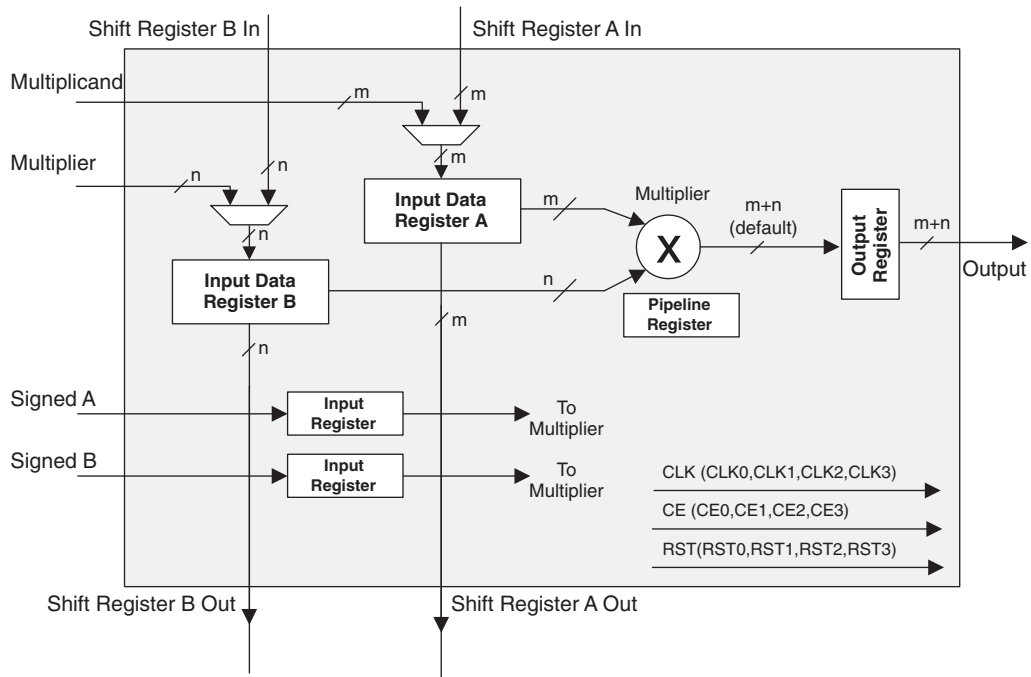 Shift Register B In
Shift Register A In
Multiplicand
m
m
Multiplier
n
n
m
Input Data
Register A
m
Multiplier
X
m+n
(default)
Output
Register
m+n
Output
n
Input Data
Register B
n
Pipeline
Register
m
n
Signed A
Input
Register
To
Multiplier
Signed B
Input
Register
To
Multiplier
CLK (CLK0,CLK1,CLK2,CLK3)
CE (CE0,CE1,CE2,CE3)
RST(RST0,RST1,RST2,RST3)
Shift Register B Out
Shift Register A Out